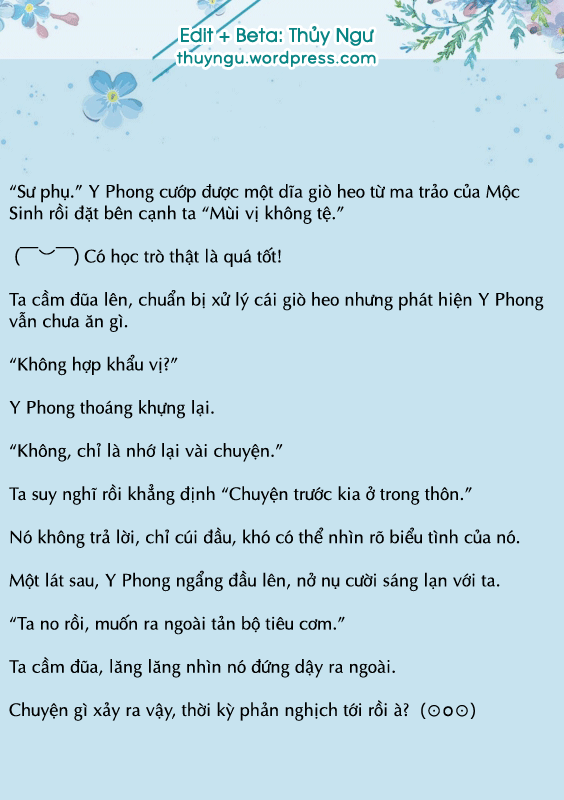 Edit + Beta: Thủy Ngư
thuyngu.wordpress.com
“Sư phụ.” Y Phong cướp được một dĩa giò heo từ ma trảo của Mộc
Sinh rồi đặt bên cạnh ta “Mùi vị không tệ.”
(￣︶￣) Có học trò thật là quá tốt!
Ta cầm đũa lên, chuẩn bị xử lý cái giò heo nhưng phát hiện Y Phong
vẫn chưa ăn gì.
“Không hợp khẩu vị?”
Y Phong thoáng khựng lại.
“Không, chỉ là nhớ lại vài chuyện.”
Ta suy nghĩ rồi khẳng định “Chuyện trước kia ở trong thôn.”
Nó không trả lời, chỉ cúi đầu, khó có thể nhìn rõ biểu tình của nó.
Một lát sau, Y Phong ngẩng đầu lên, nở nụ cười sáng lạn với ta.
“Ta no rồi, muốn ra ngoài tản bộ tiêu cơm.”
Ta cầm đũa, lăng lăng nhìn nó đứng dậy ra ngoài.
Chuyện gì xảy ra vậy, thời kỳ phản nghịch tới rồi à? (⊙o⊙)